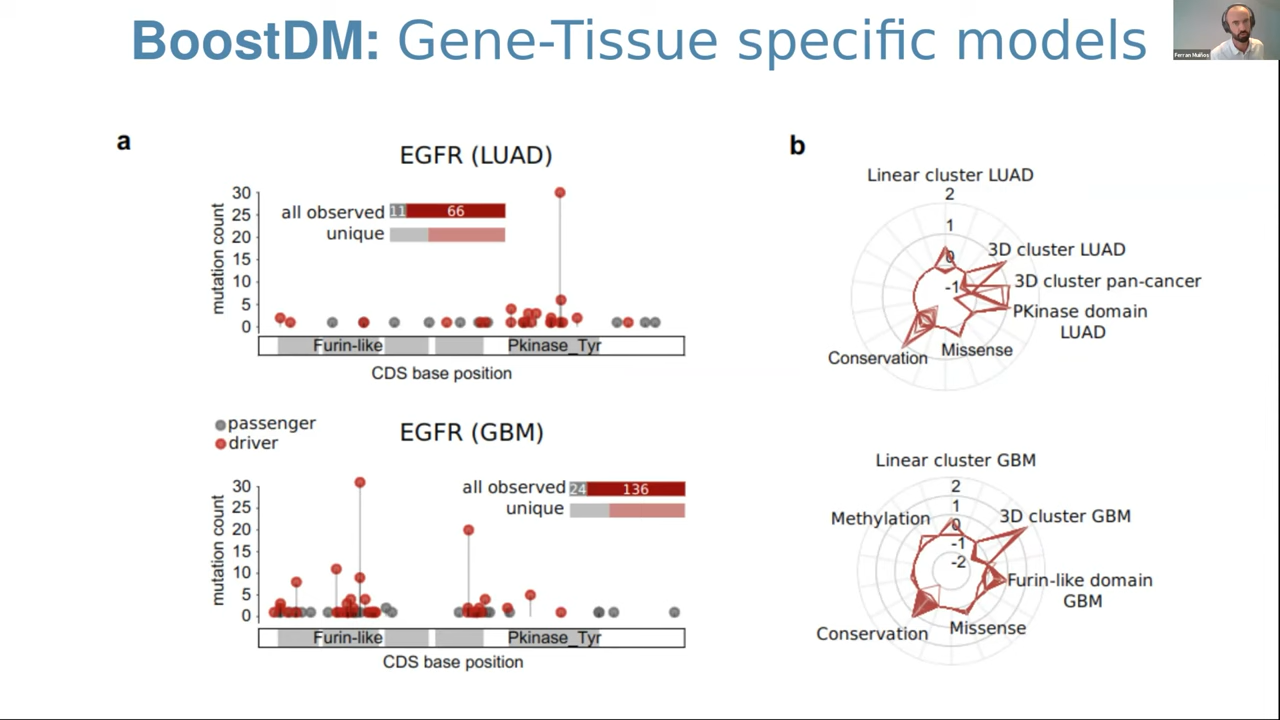 BoostDM: Gene-Tissue specific models
Ferran Muiños
a
EGFR (LUAD)
mutation count
30
25
20
15
10
5
0
all observed
11
66
unique
Furin-like
Pkinase_Tyr
CDS base position
passenger
driver
EGFR (GBM)
mutation count
30
25
20
15
10
5
0
all observed
24
136
unique
Furin-like
Pkinase_Tyr
CDS base position
b
Linear cluster LUAD
2
1
0
-1
3D cluster LUAD
3D cluster pan-cancer
PKinase domain
LUAD
Missense
Conservation
Linear cluster GBM
2
1
0
-1
-2
Methylation
3D cluster GBM
Furin-like domain
GBM
Missense
Conservation